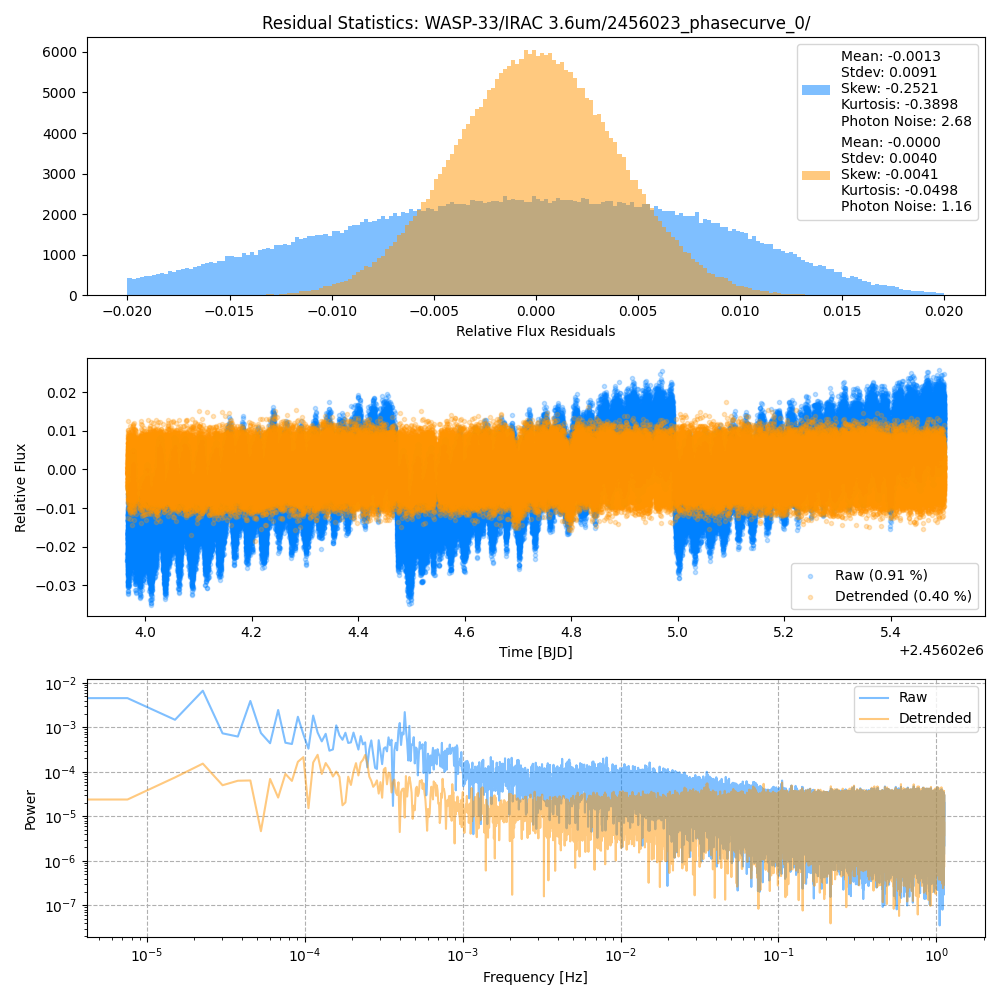 Residual Statistics: WASP-33/IRAC 3.6um/2456023_phasecurve_0/
6000
5000
4000
3000
2000
1000
0
Mean: -0.0013
Stdev: 0.0091
Skew: -0.2521
Kurtosis: -0.3898
Photon Noise: 2.68
Mean: -0.0000
Stdev: 0.0040
Skew: -0.0041
Kurtosis: -0.0498
Photon Noise: 1.16
−0.020 −0.015 −0.010 −0.005 0.000 0.005 0.010 0.015 0.020
Relative Flux Residuals
Relative Flux
0.02
0.01
0.00
−0.01
−0.02
−0.03
Raw (0.91 %)
Detrended (0.40 %)
4.0 4.2 4.4 4.6 4.8 5.0 5.2 5.4
+2.45602e6
Time [BJD]
Power
10⁻²
10⁻³
10⁻⁴
10⁻⁵
10⁻⁶
10⁻⁷
Raw
Detrended
10⁻⁵ 10⁻⁴ 10⁻³ 10⁻² 10⁻¹ 10⁰
Frequency [Hz]